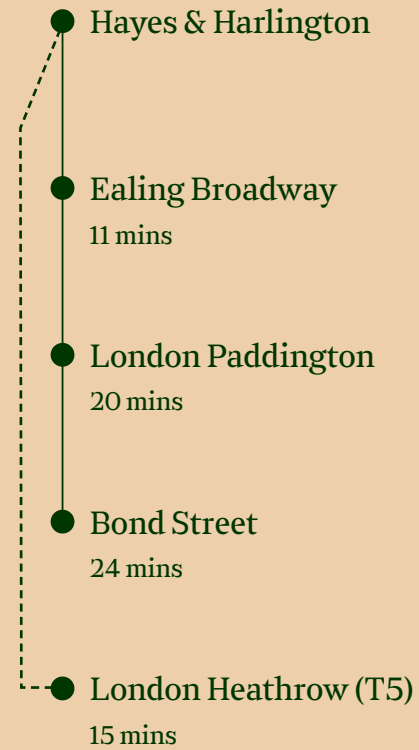 Hayes & Harlington
Ealing Broadway
11 mins
London Paddington
20 mins
Bond Street
24 mins
London Heathrow (T5)
15 mins